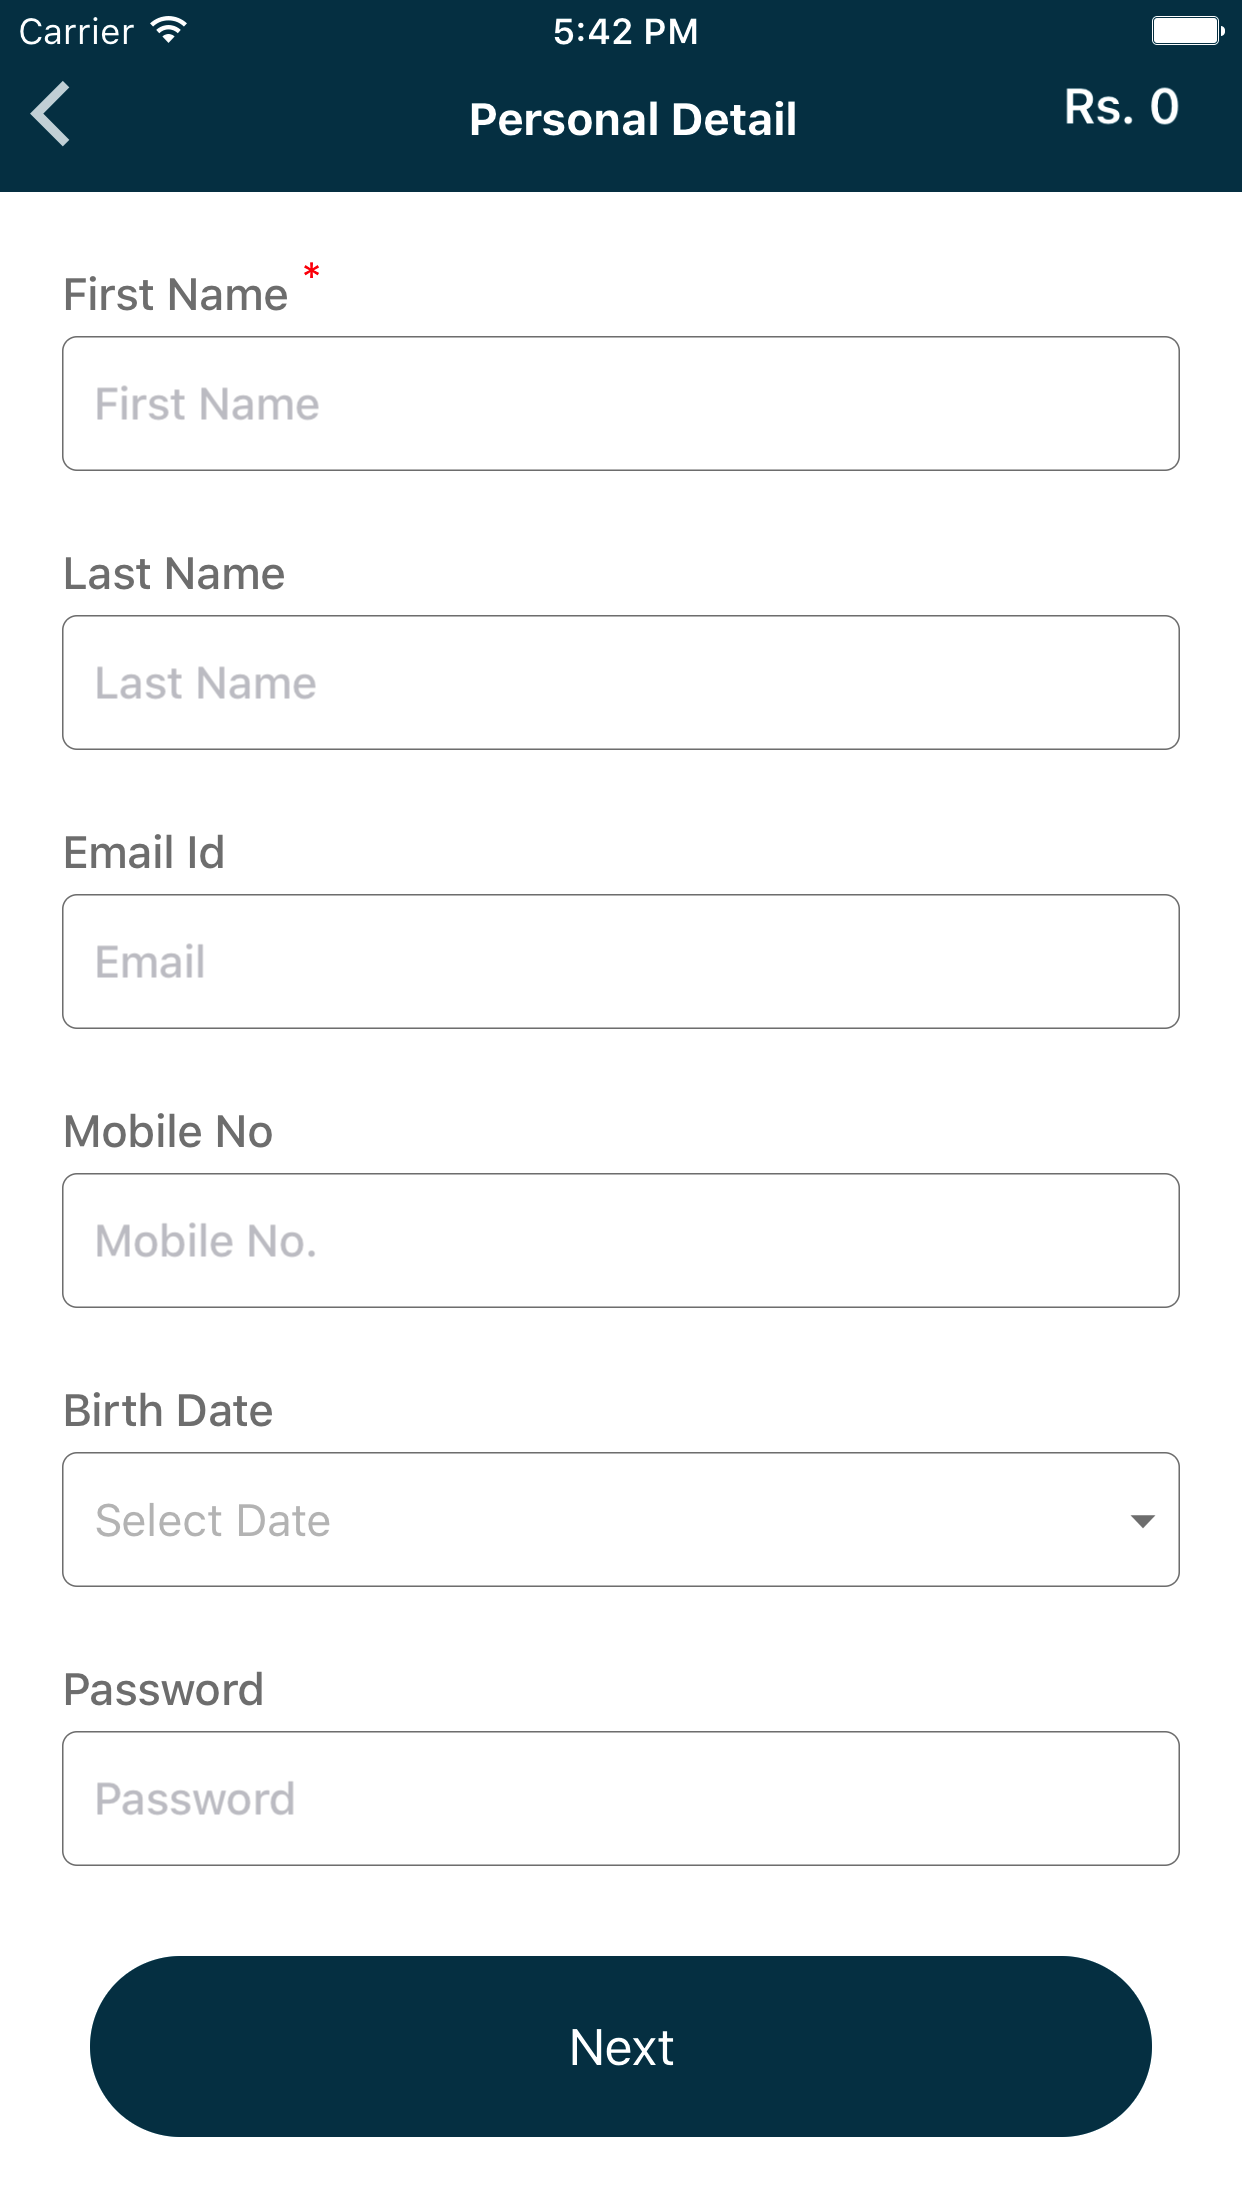 Carrier 5:42 PM
Personal Detail Rs. 0
First Name *
First Name
Last Name
Last Name
Email Id
Email
Mobile No
Mobile No.
Birth Date
Select Date
Password
Password
Next